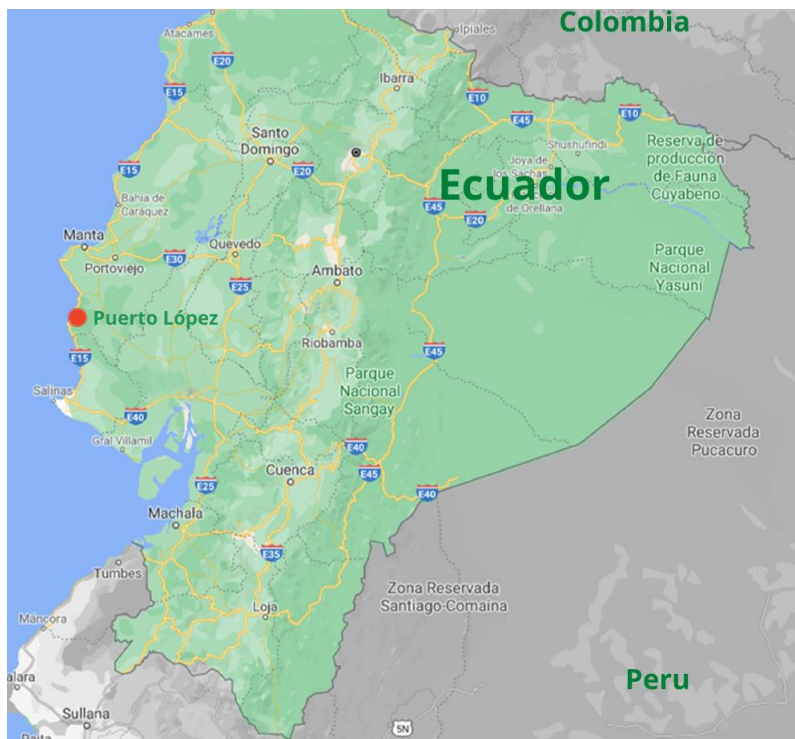 Colombia
Atacames
olpiales
E20
E15
Ibarra
E10
E45
E10
Santo
Domingo
Shushufindi
Reserva de
producción
de Fauna
Cuyabeno
E15
E20
Joya de
los Sachas
Ecuador
de Orellana
E45
E20
Bahía de
Caráquez
Manta
Portoviejo
E30
Quevedo
E25
Ambato
Parque
Nacional
Yasuní
Puerto López
Riobamba
E15
E45
Parque
Nacional
Sangay
Salinas
E40
Zona
Reservada
Pucacuro
Gral Villamil
E40
E45
Cuenca
E25
E40
Machala
E35
Tumbes
Zona Reservada
Santiago-Comaina
Loja
Máncora
Peru
alara
Sullana
5N
Paita